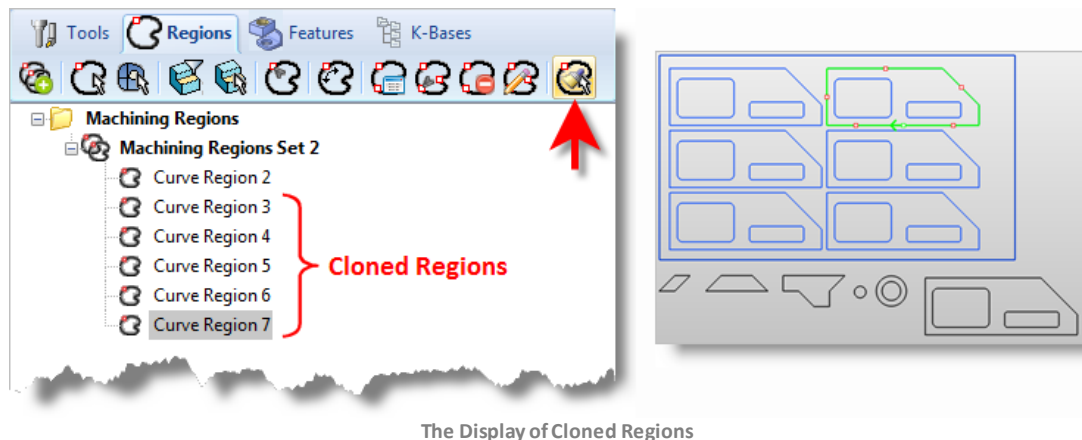 Tools Regions Features K-Bases
Machining Regions
Machining Regions Set 2
Curve Region 2
Curve Region 3
Curve Region 4
Curve Region 5
Curve Region 6
Curve Region 7
Cloned Regions
The Display of Cloned Regions